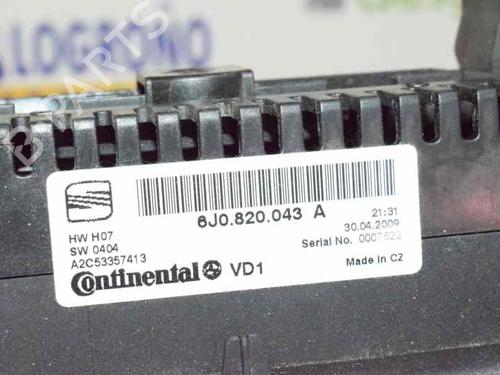 LOGROÑO
B PARTS
6J0.820.043 A
21:31
30.04.2009
HW H07
SW 0404
Serial No. 0007522
A2C53357413
Continental VD1
Made in CZ